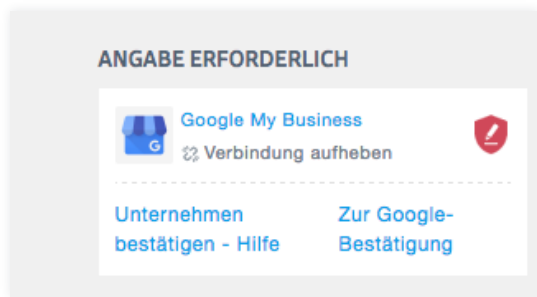 ANGABE ERFORDERLICH
Google My Business
G
Verbindung aufheben
Unternehmen
bestätigen - Hilfe
Zur Google-
Bestätigung